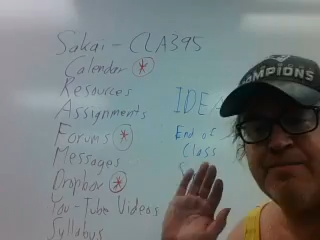 Sakai - CLA395
Calendar *
Resources
Assignments
Forums *
Messages
Dropbox *
You-Tube Videos
Syllabus
IDEA
End of
Class
CHAMPIONS